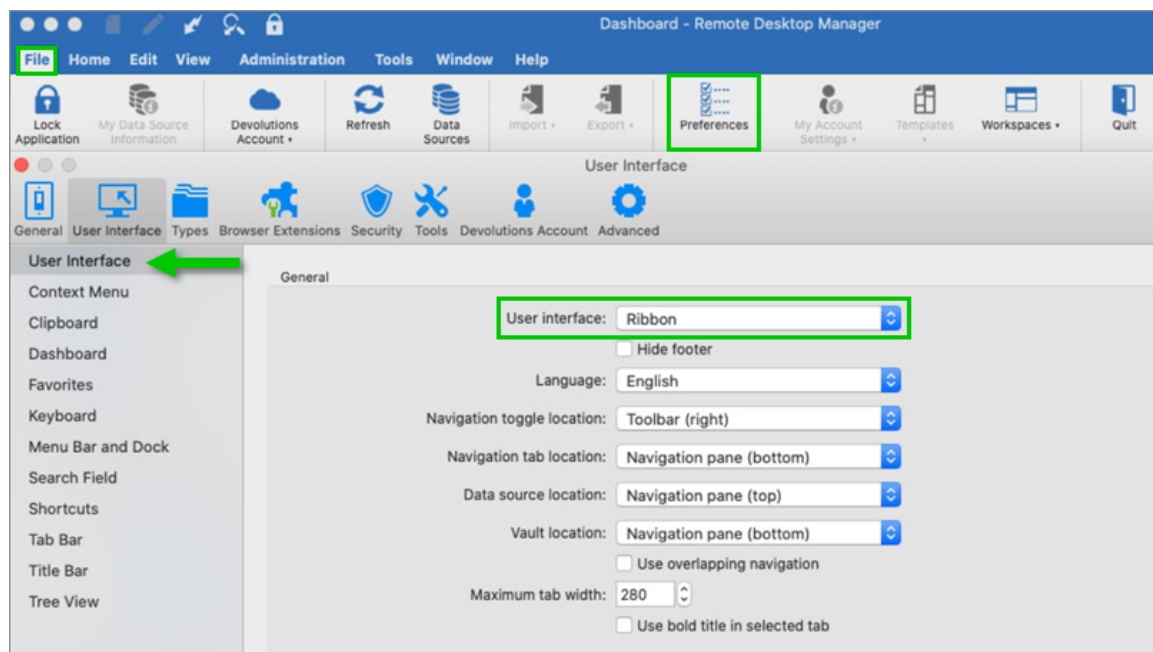 Dashboard - Remote Desktop Manager
File Home Edit View Administration Tools Window Help
Lock Application My Data Source Information Devolutions Account Refresh Data Sources Import Export Preferences My Account Settings Templates Workspaces Quit
User Interface
General User Interface Types Browser Extensions Security Tools Devolutions Account Advanced
User Interface
Context Menu
Clipboard
Dashboard
Favorites
Keyboard
Menu Bar and Dock
Search Field
Shortcuts
Tab Bar
Title Bar
Tree View
General
User interface: Ribbon
Hide footer
Language: English
Navigation toggle location: Toolbar (right)
Navigation tab location: Navigation pane (bottom)
Data source location: Navigation pane (top)
Vault location: Navigation pane (bottom)
Use overlapping navigation
Maximum tab width: 280
Use bold title in selected tab